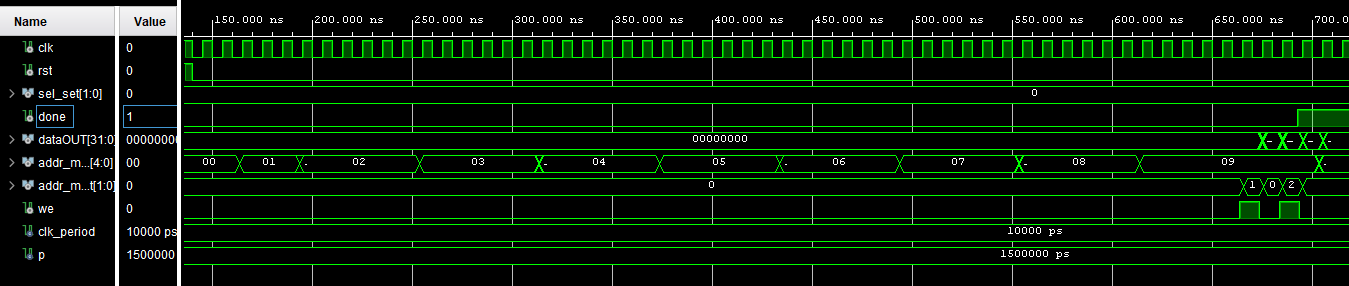 Name Value 150.000 ns 200.000 ns 250.000 ns 300.000 ns 350.000 ns 400.000 ns 450.000 ns 500.000 ns 550.000 ns 600.000 ns 650.000 ns 700.0
clk 0
rst 0
sel_set[1:0] 0 0
done 1
dataOUT[31:0] 00000000 00000000
addr_m...[4:0] 00 00 01 02 03 04 05 06 07 08 09
addr_m...t[1:0] 0 0 1 0 2
we 0
clk_period 10000 ps 10000 ps
p 1500000 1500000 ps